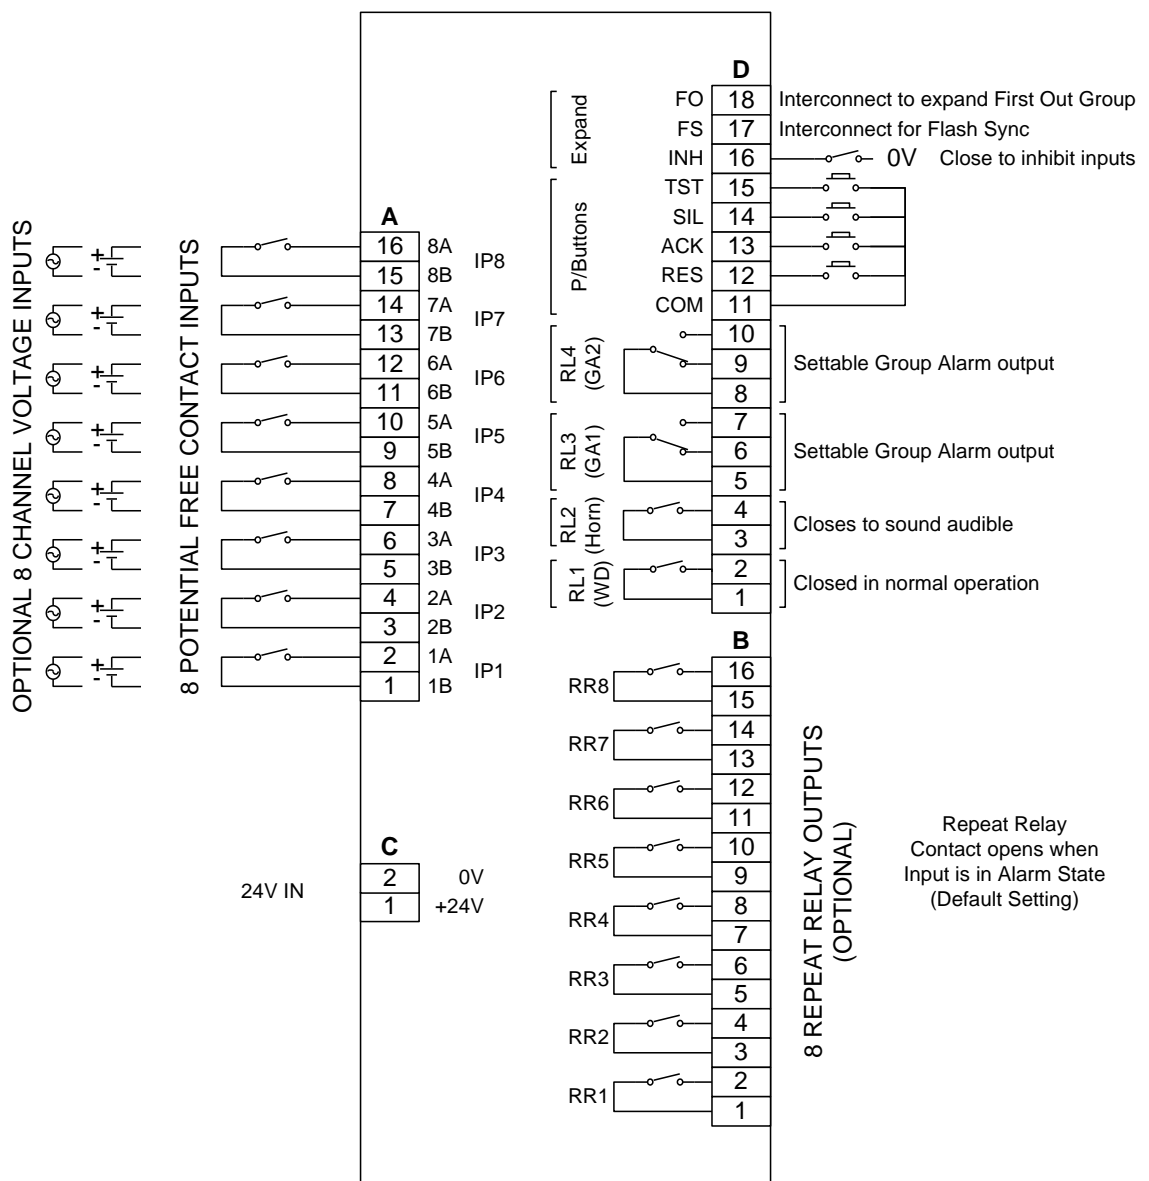 D
FO 18 Interconnect to expand First Out Group
FS 17 Interconnect for Flash Sync
INH 16 0V Close to inhibit inputs
TST 15
SIL 14
ACK 13
RES 12
COM 11
10
9 Settable Group Alarm output
8
7
6 Settable Group Alarm output
5
4
Closes to sound audible
3
2
Closed in normal operation
1
Expand
P/Buttons
RL4
(GA2)
RL3
(GA1)
RL2
(Horn)
RL1
(WD)
OPTIONAL 8 CHANNEL VOLTAGE INPUTS
8 POTENTIAL FREE CONTACT INPUTS
A
+ 16 8A
IP8
- 15 8B
+ 14 7A
IP7
- 13 7B
+ 12 6A
IP6
- 11 6B
+ 10 5A
IP5
- 9 5B
+ 8 4A
IP4
- 7 4B
+ 6 3A
IP3
- 5 3B
+ 4 2A
IP2
- 3 2B
+ 2 1A
IP1
- 1 1B
B
16
RR8
15
14
RR7
13
12
RR6
11
10
RR5
9
8
RR4
7
6
RR3
5
4
RR2
3
2
RR1
1
8 REPEAT RELAY OUTPUTS
(OPTIONAL)
Repeat Relay
Contact opens when
Input is in Alarm State
(Default Setting)
C
2 0V
24V IN
1 +24V